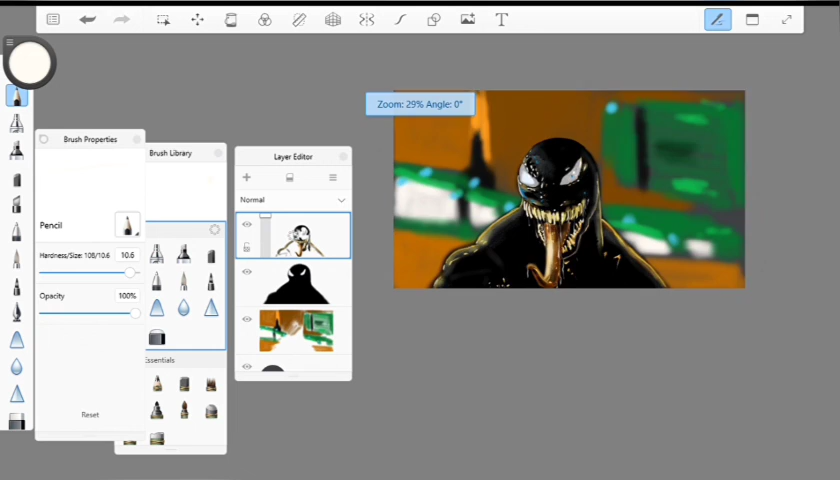 T
Zoom: 29% Angle: 0°
Brush Properties
Brush Library
Layer Editor
Normal
Pencil
Hardness/Size: 108/10.6
10.6
Opacity
100%
Essentials
Reset